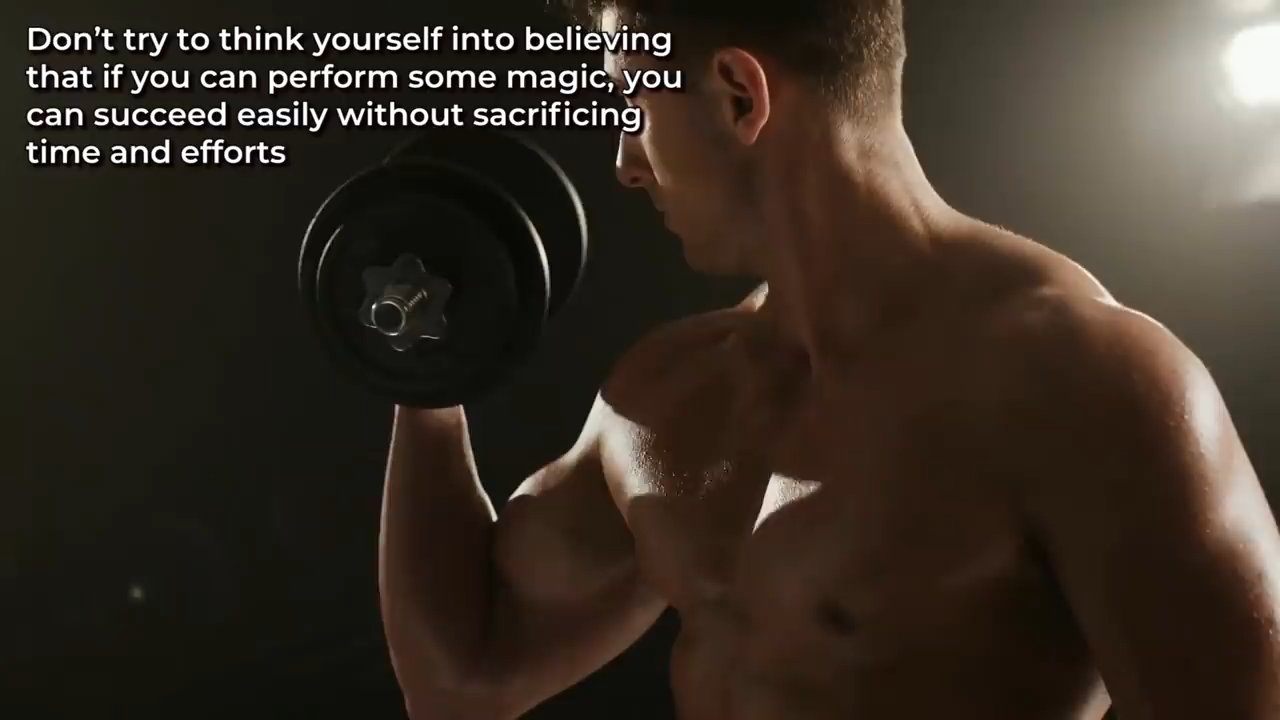 Don’t try to think yourself into believing
that if you can perform some magic, you
can succeed easily without sacrificing
time and efforts